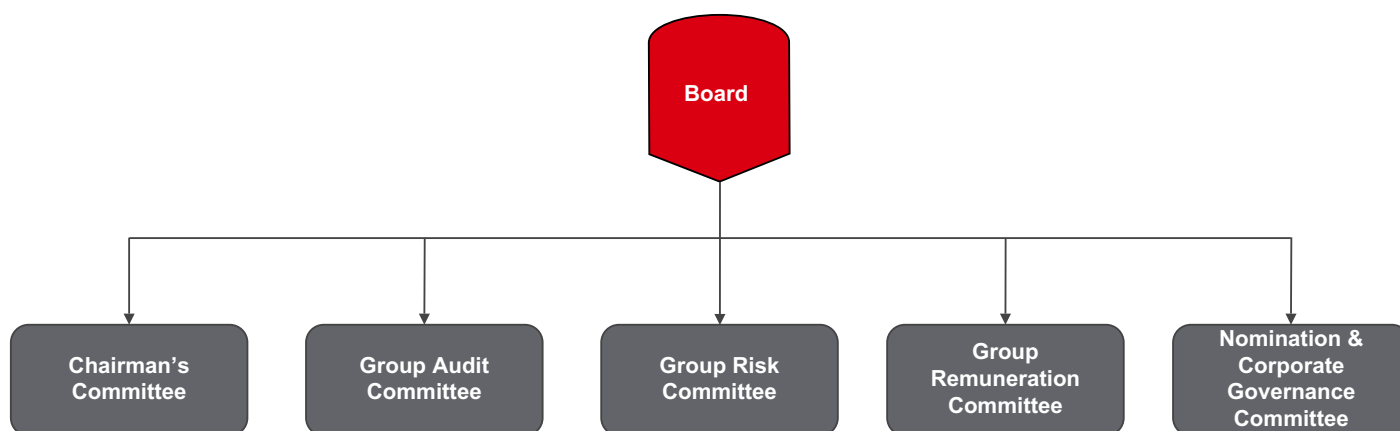 Board
Chairman’s
Committee
Group Audit
Committee
Group Risk
Committee
Group
Remuneration
Committee
Nomination &
Corporate
Governance
Committee